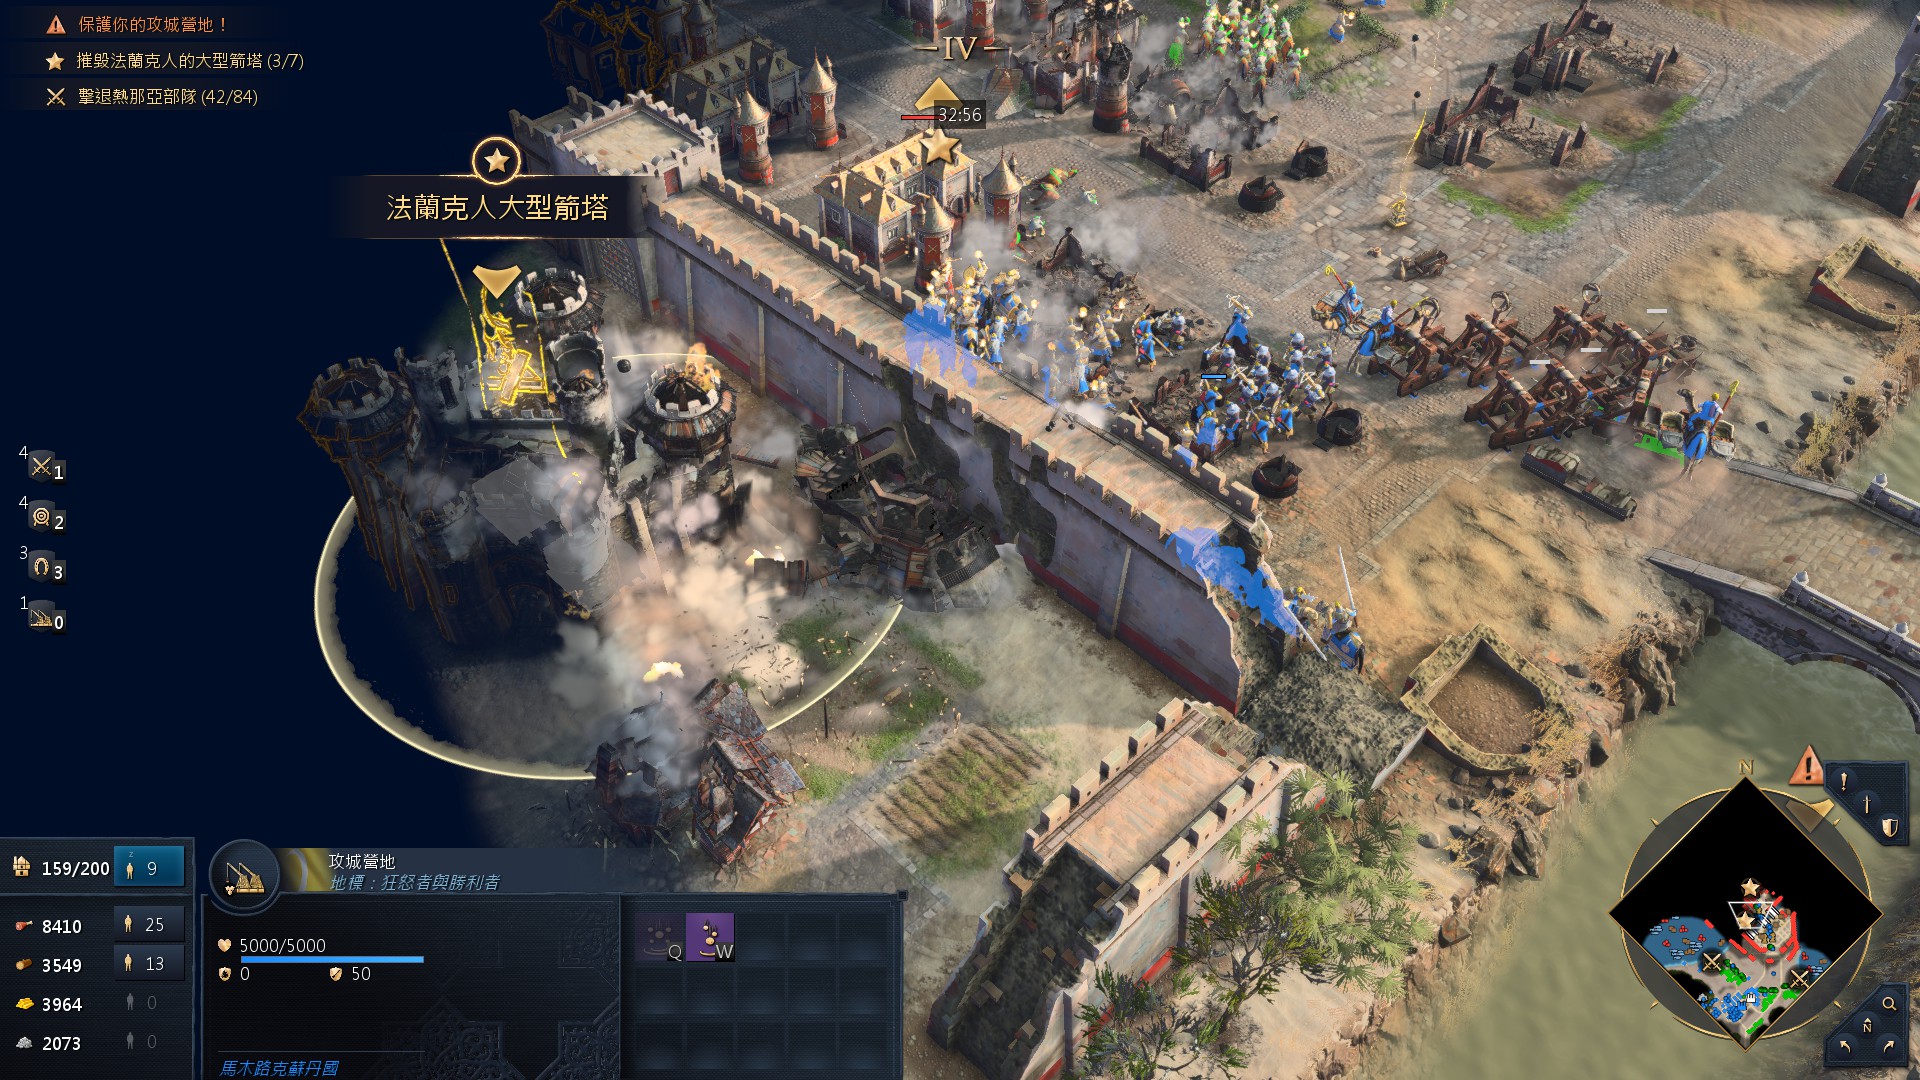 保護你的攻城營地！
摧毀法蘭克人的大型箭塔 (3/7)
擊退熱那亞部隊 (42/84)
IV
32:56
法蘭克人大型箭塔
4
1
4
2
3
3
1
0
N
159/200
z
9
8410
25
3549
13
3964
0
2073
0
攻城營地
地標：狂怒者與勝利者
5000/5000
0
50
Q
W
馬木路克蘇丹國
N